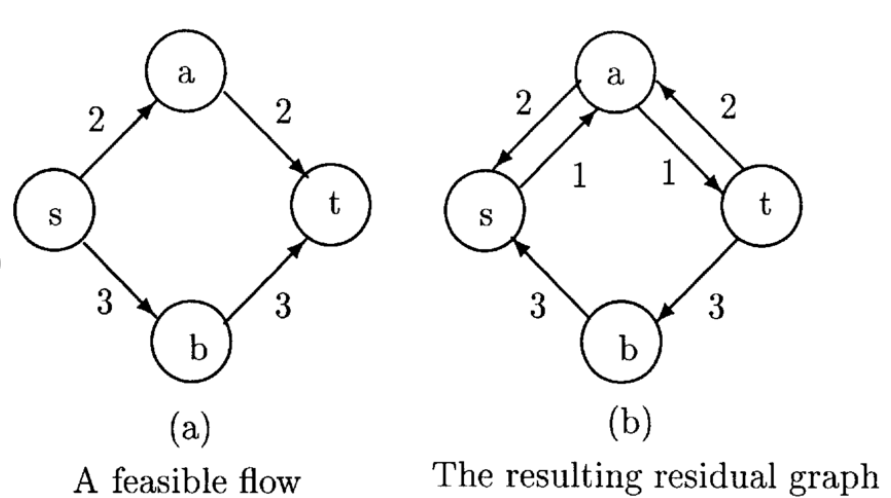 a
2
2
s
t
3
3
b
(a)
A feasible flow
a
2
2
1
1
s
t
3
3
b
(b)
The resulting residual graph